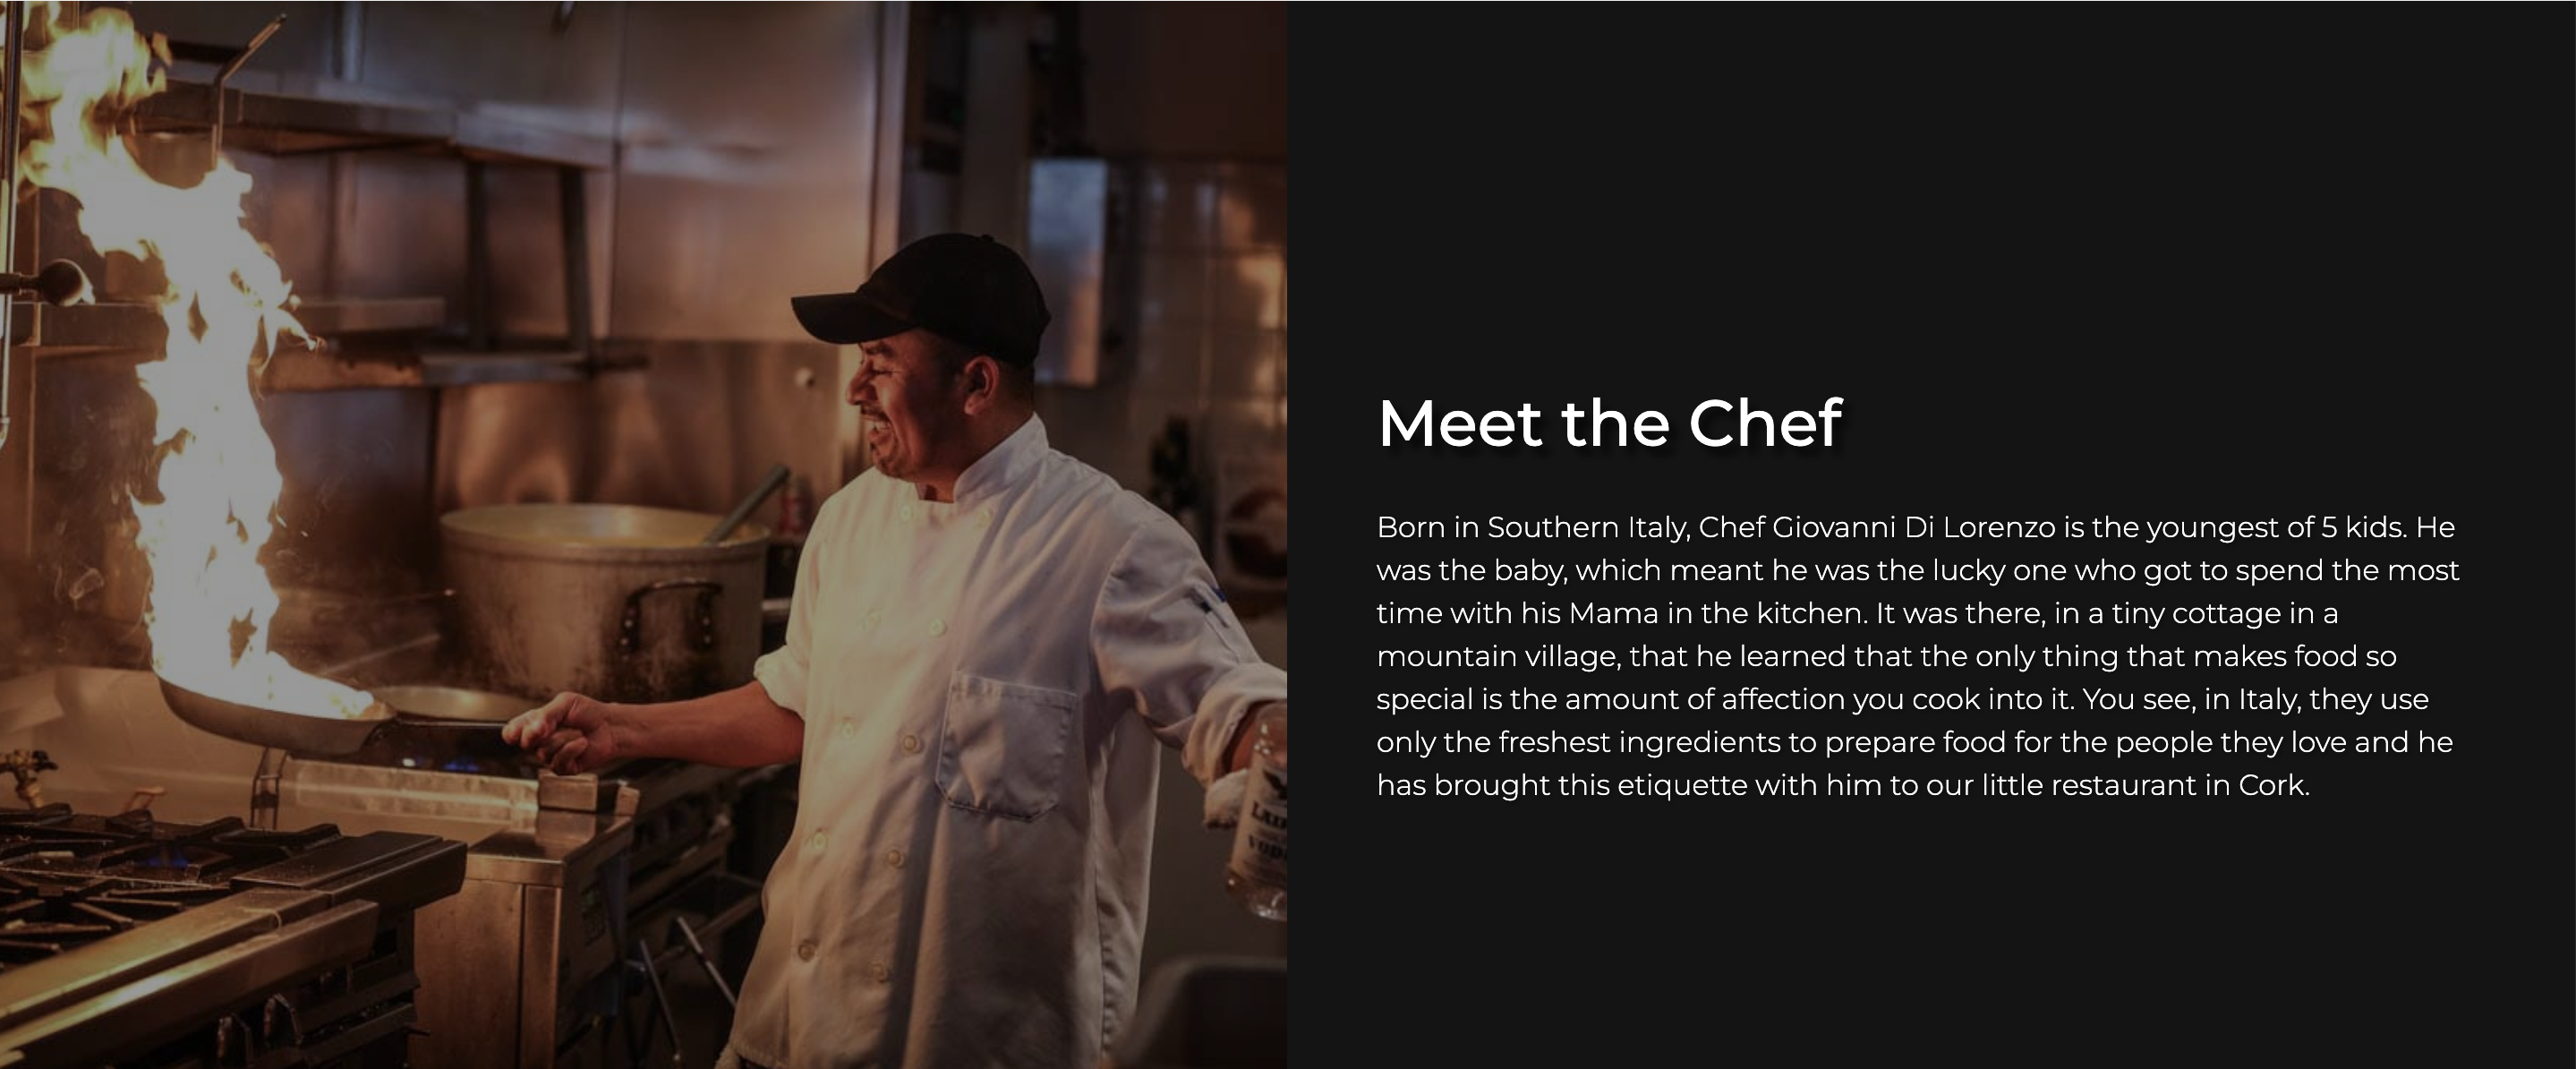 Meet the Chef
Born in Southern Italy, Chef Giovanni Di Lorenzo is the youngest of 5 kids. He
was the baby, which meant he was the lucky one who got to spend the most
time with his Mama in the kitchen. It was there, in a tiny cottage in a
mountain village, that he learned that the only thing that makes food so
special is the amount of affection you cook into it. You see, in Italy, they use
only the freshest ingredients to prepare food for the people they love and he
has brought this etiquette with him to our little restaurant in Cork.